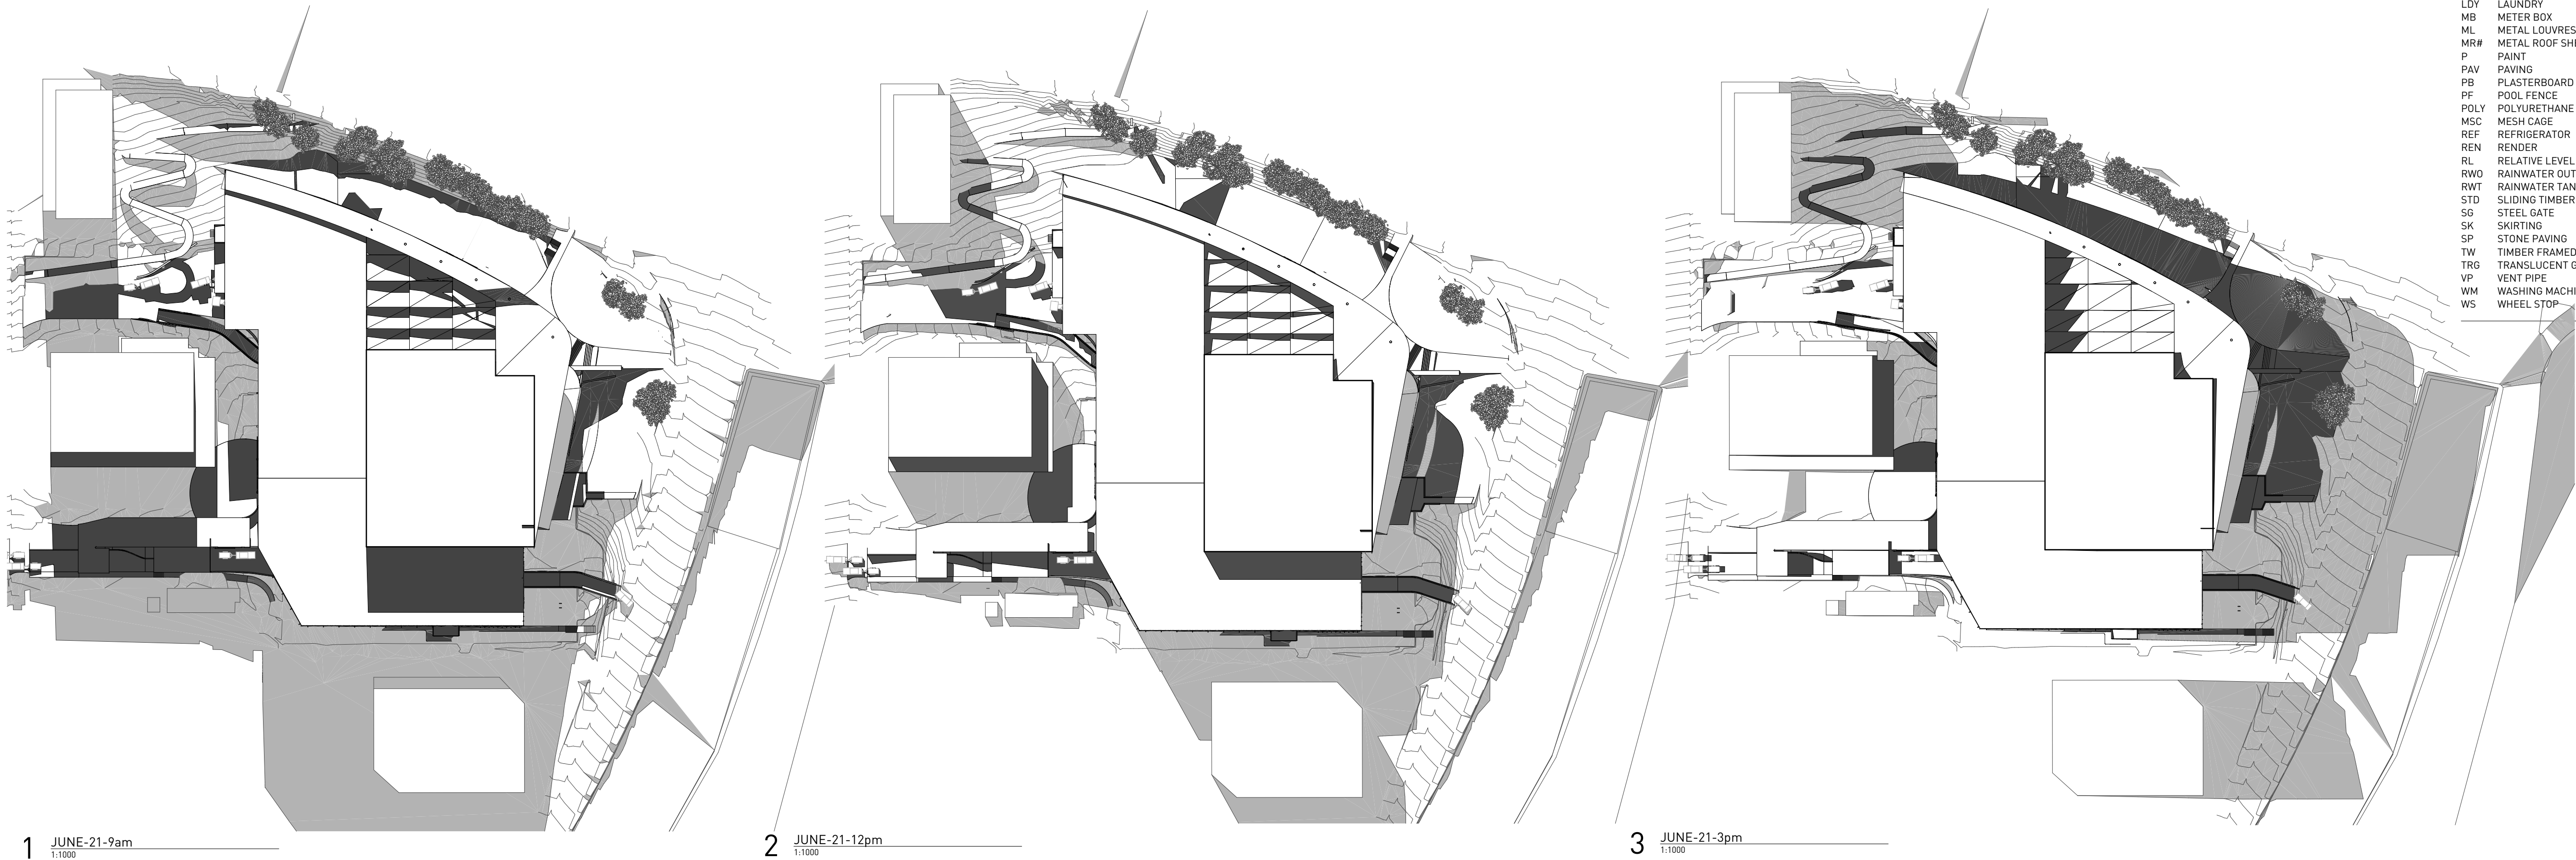 LDY LAUNDRY
MB METER BOX
ML METAL LOUVRES
MR# METAL ROOF SHE
P PAINT
PAV PAVING
PB PLASTERBOARD
PF POOL FENCE
POLY POLYURETHANE
MSC MESH CAGE
REF REFRIGERATOR
REN RENDER
RL RELATIVE LEVEL
RWO RAINWATER OUT
RWT RAINWATER TAN
STD SLIDING TIMBER
SG STEEL GATE
SK SKIRTING
SP STONE PAVING
TW TIMBER FRAMED
TRG TRANSLUCENT G
VP VENT PIPE
WM WASHING MACHI
WS WHEEL STOP
1 JUNE-21-9am
1:1000
2 JUNE-21-12pm
1:1000
3 JUNE-21-3pm
1:1000